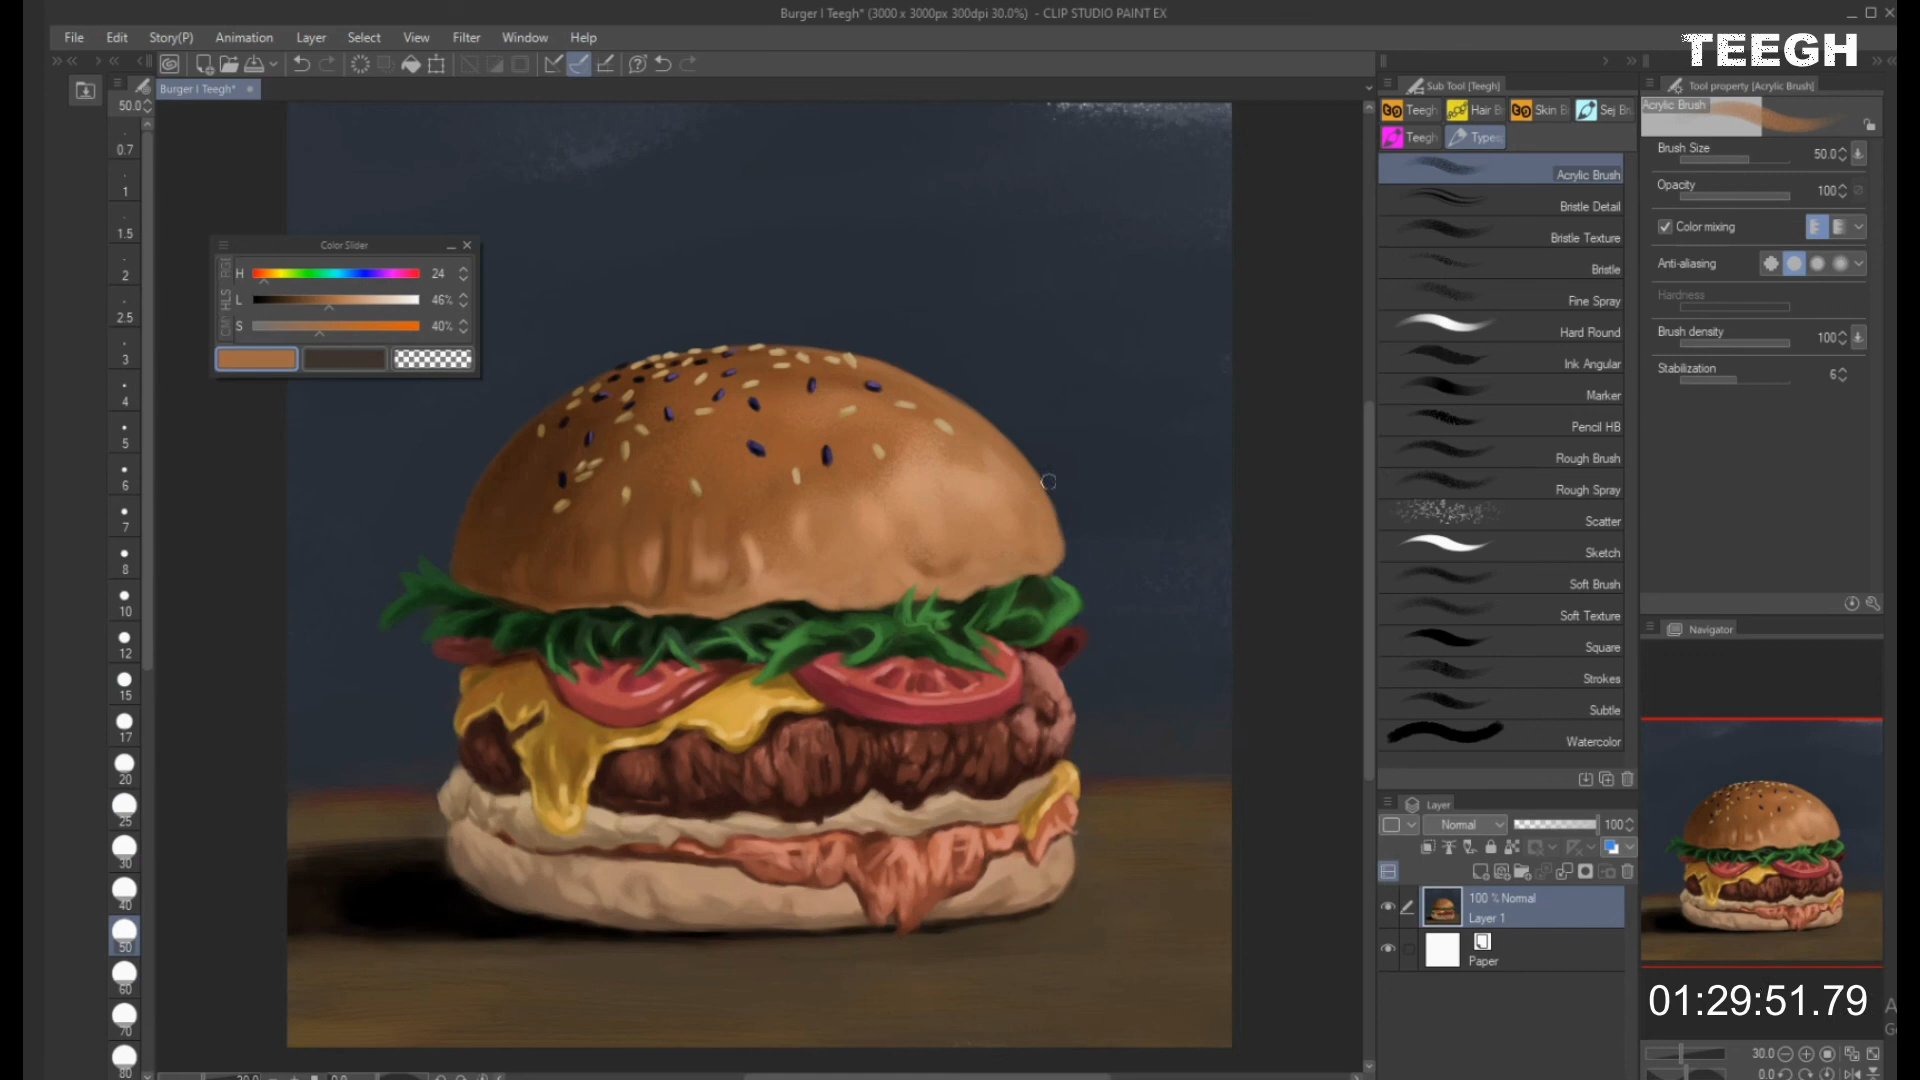 Burger I Teegh* (3000 x 3000px 300dpi 30.0%) - CLIP STUDIO PAINT EX
File Edit Story(P) Animation Layer Select View Filter Window Help
TEEGH
Burger I Teegh*
50.0
0.7
1
1.5
2
2.5
3
4
5
6
7
8
10
12
15
17
20
25
30
40
50
60
70
80
Color Slider
H 24
L 46%
S 40%
HLS
Sub Tool [Teegh]
Teegh Hair B Skin B Sej Br
Teegh Types
Acrylic Brush
Bristle Detail
Bristle Texture
Bristle
Fine Spray
Hard Round
Ink Angular
Marker
Pencil HB
Rough Brush
Rough Spray
Scatter
Sketch
Soft Brush
Soft Texture
Square
Strokes
Subtle
Watercolor
Tool property [Acrylic Brush]
Acrylic Brush
Brush Size 50.0
Opacity 100
Color mixing
Anti-aliasing
Hardness
Brush density 100
Stabilization 6
Navigator
Layer
Normal 100
100 % Normal
Layer 1
Paper
01:29:51.79
30.0
0.0